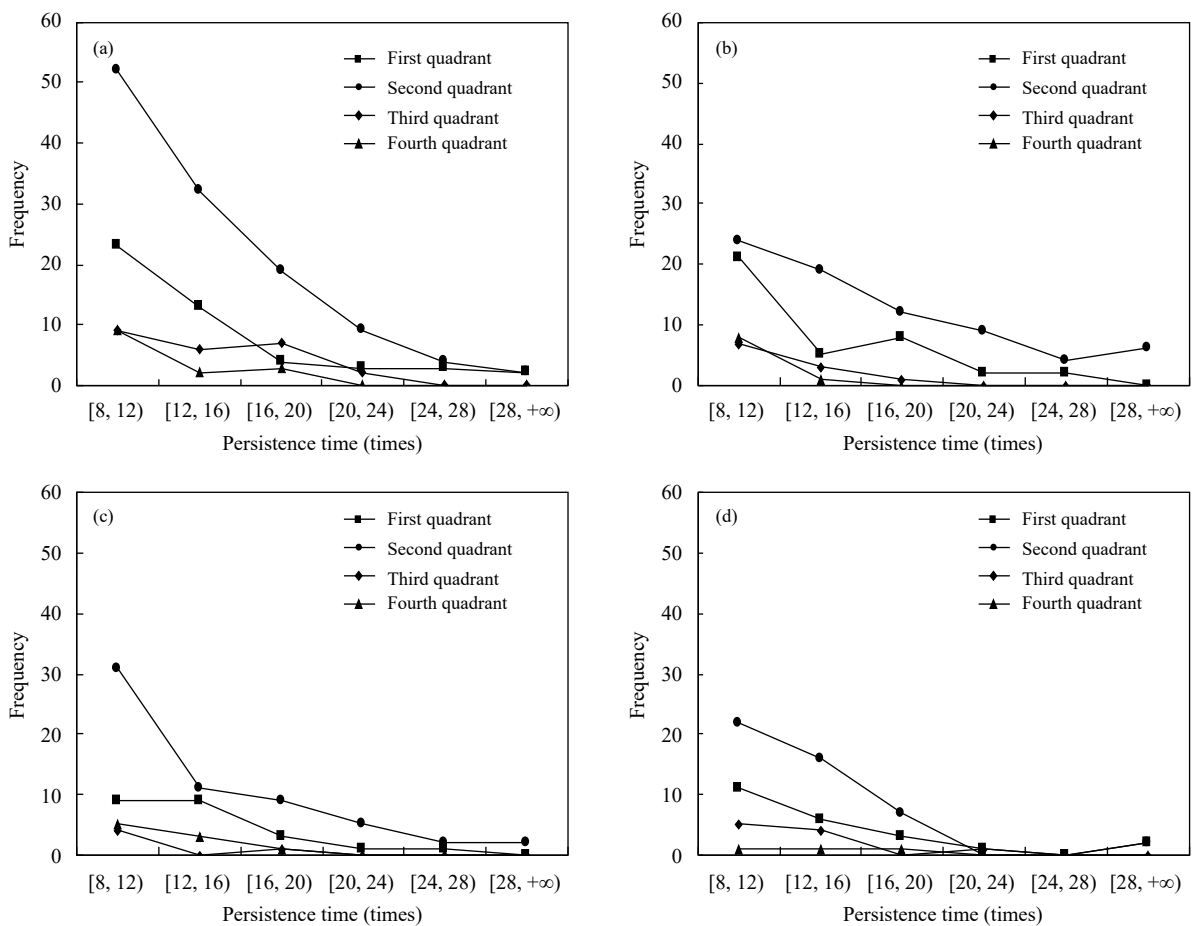 (a)
60
50
40
30
20
10
0
Frequency
First quadrant
Second quadrant
Third quadrant
Fourth quadrant
[8, 12) [12, 16) [16, 20) [20, 24) [24, 28) [28, +∞)
Persistence time (times)
(b)
60
50
40
30
20
10
0
Frequency
First quadrant
Second quadrant
Third quadrant
Fourth quadrant
[8, 12) [12, 16) [16, 20) [20, 24) [24, 28) [28, +∞)
Persistence time (times)
(c)
60
50
40
30
20
10
0
Frequency
First quadrant
Second quadrant
Third quadrant
Fourth quadrant
[8, 12) [12, 16) [16, 20) [20, 24) [24, 28) [28, +∞)
Persistence time (times)
(d)
60
50
40
30
20
10
0
Frequency
First quadrant
Second quadrant
Third quadrant
Fourth quadrant
[8, 12) [12, 16) [16, 20) [20, 24) [24, 28) [28, +∞)
Persistence time (times)